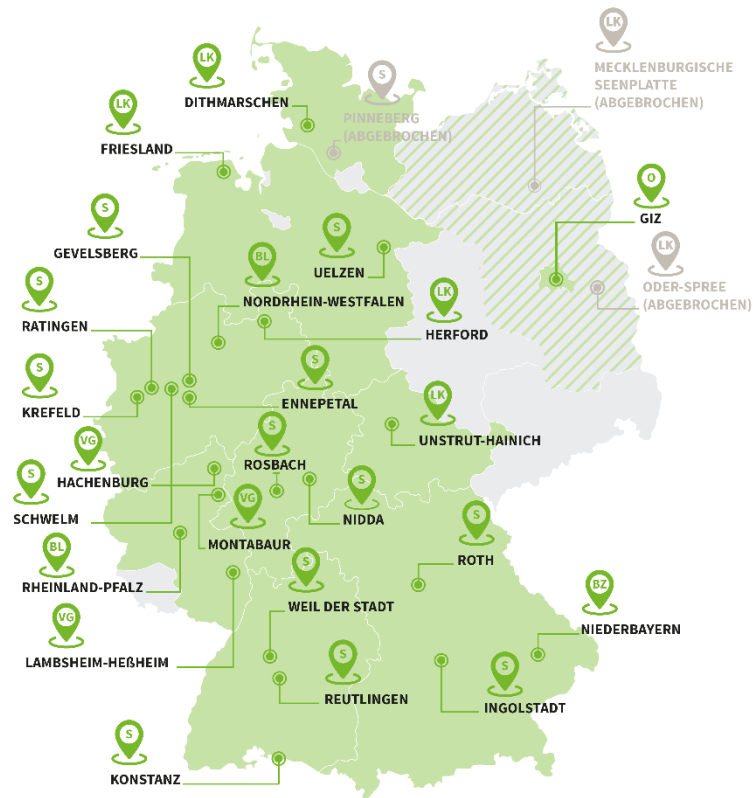 LK
MECKLENBURGISCHE
SEENPLATTE
(ABGEBROCHEN)
LK
DITHMARSCHEN
S
PINNEBERG
(ABGEBROCHEN)
LK
FRIESLAND
O
GIZ
S
GEVELSBERG
S
UELZEN
LK
ODER-SPREE
(ABGEBROCHEN)
BL
NORDRHEIN-WESTFALEN
S
RATINGEN
LK
HERFORD
S
KREFELD
S
ENNEPETAL
LK
UNSTRUT-HAINICH
VG
HACHENBURG
S
ROSBACH
S
SCHWELM
S
NIDDA
VG
MONTABAUR
S
ROTH
BL
RHEINLAND-PFALZ
S
WEIL DER STADT
BZ
NIEDERBAYERN
VG
LAMBSHEIM-HEßHEIM
S
REUTLINGEN
S
INGOLSTADT
S
KONSTANZ